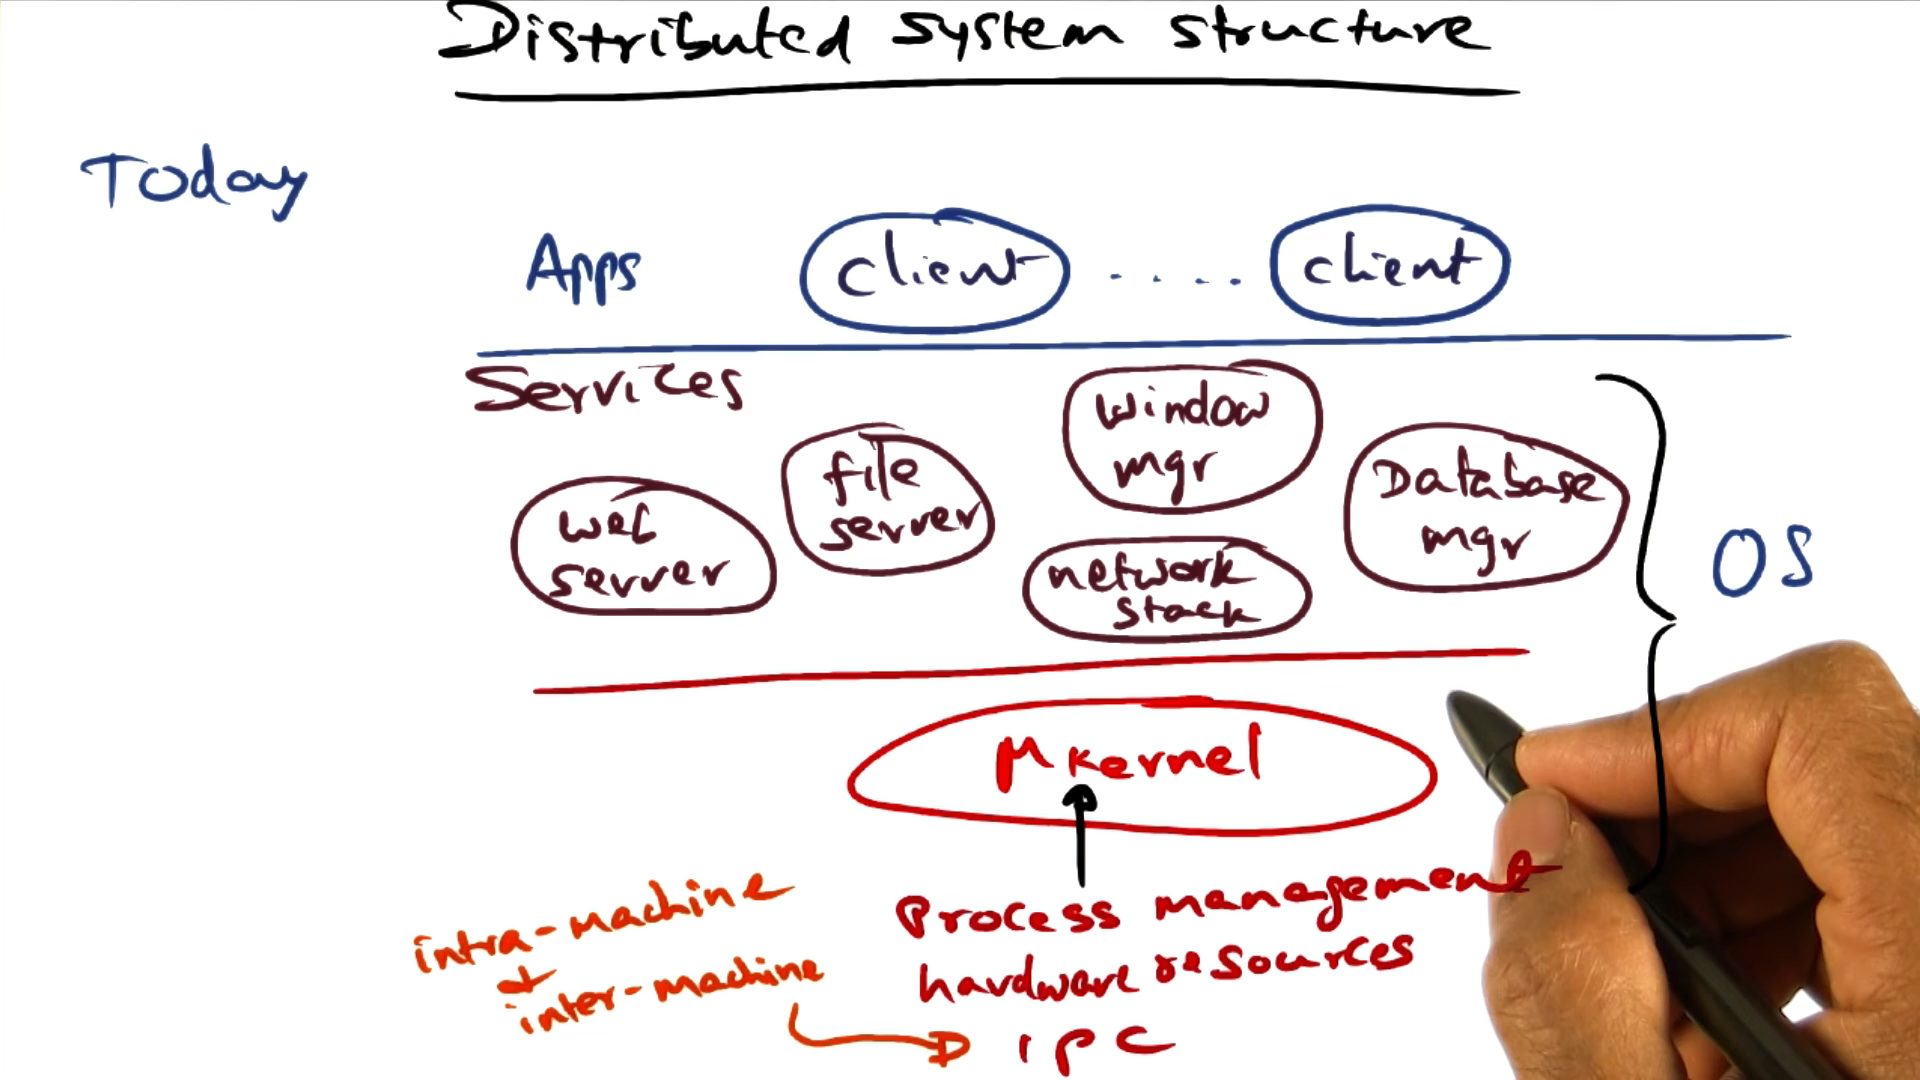 Distributed system structure
Today
Apps
client
.....
client
Services
web
server
file
server
window
mgr
network
stack
Database
mgr
OS
μkernel
Process management
hardware resources
IPC
intra-machine
+
inter-machine